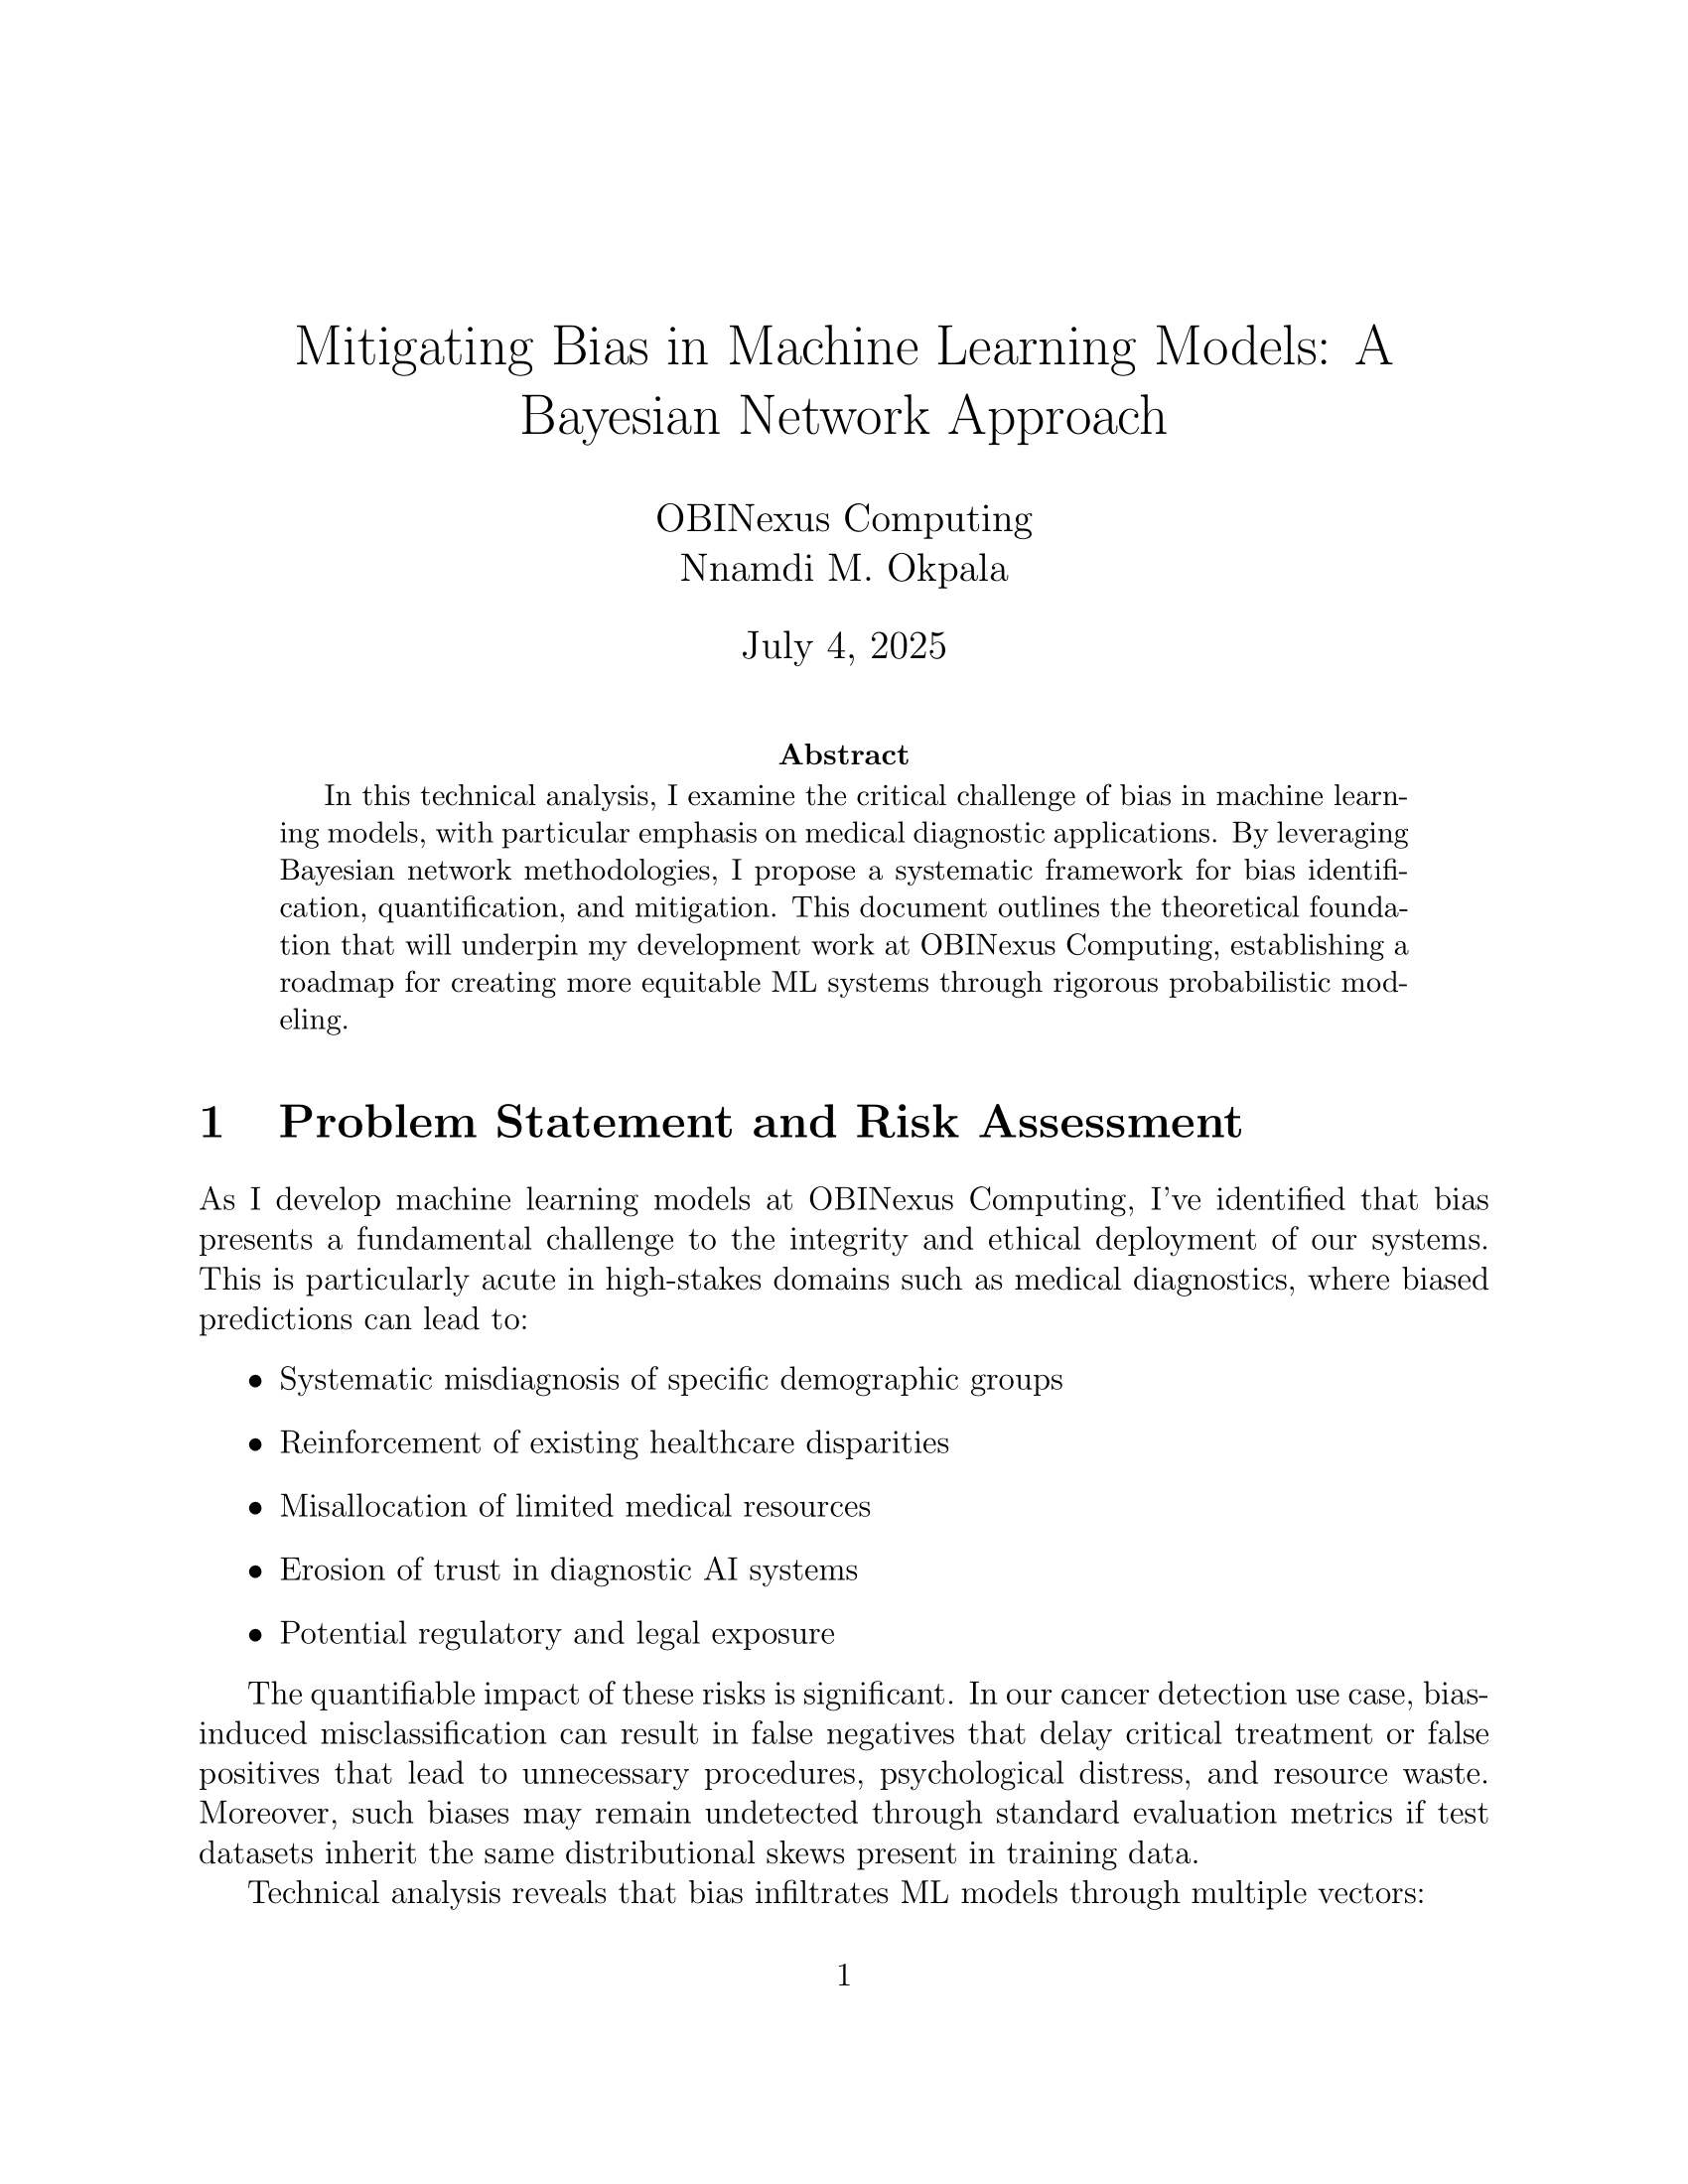 Mitigating Bias in Machine Learning Models: A
Bayesian Network Approach
OBINexus Computing
Nnamdi M. Okpala
July 4, 2025
Abstract
In this technical analysis, I examine the critical challenge of bias in machine learn-
ing models, with particular emphasis on medical diagnostic applications. By leveraging
Bayesian network methodologies, I propose a systematic framework for bias identifi-
cation, quantification, and mitigation. This document outlines the theoretical founda-
tion that will underpin my development work at OBINexus Computing, establishing a
roadmap for creating more equitable ML systems through rigorous probabilistic mod-
eling.
1 Problem Statement and Risk Assessment
As I develop machine learning models at OBINexus Computing, I've identified that bias
presents a fundamental challenge to the integrity and ethical deployment of our systems.
This is particularly acute in high-stakes domains such as medical diagnostics, where biased
predictions can lead to:
• Systematic misdiagnosis of specific demographic groups
• Reinforcement of existing healthcare disparities
• Misallocation of limited medical resources
• Erosion of trust in diagnostic AI systems
• Potential regulatory and legal exposure
The quantifiable impact of these risks is significant. In our cancer detection use case, bias-
induced misclassification can result in false negatives that delay critical treatment or false
positives that lead to unnecessary procedures, psychological distress, and resource waste.
Moreover, such biases may remain undetected through standard evaluation metrics if test
datasets inherit the same distributional skews present in training data.
Technical analysis reveals that bias infiltrates ML models through multiple vectors:
1